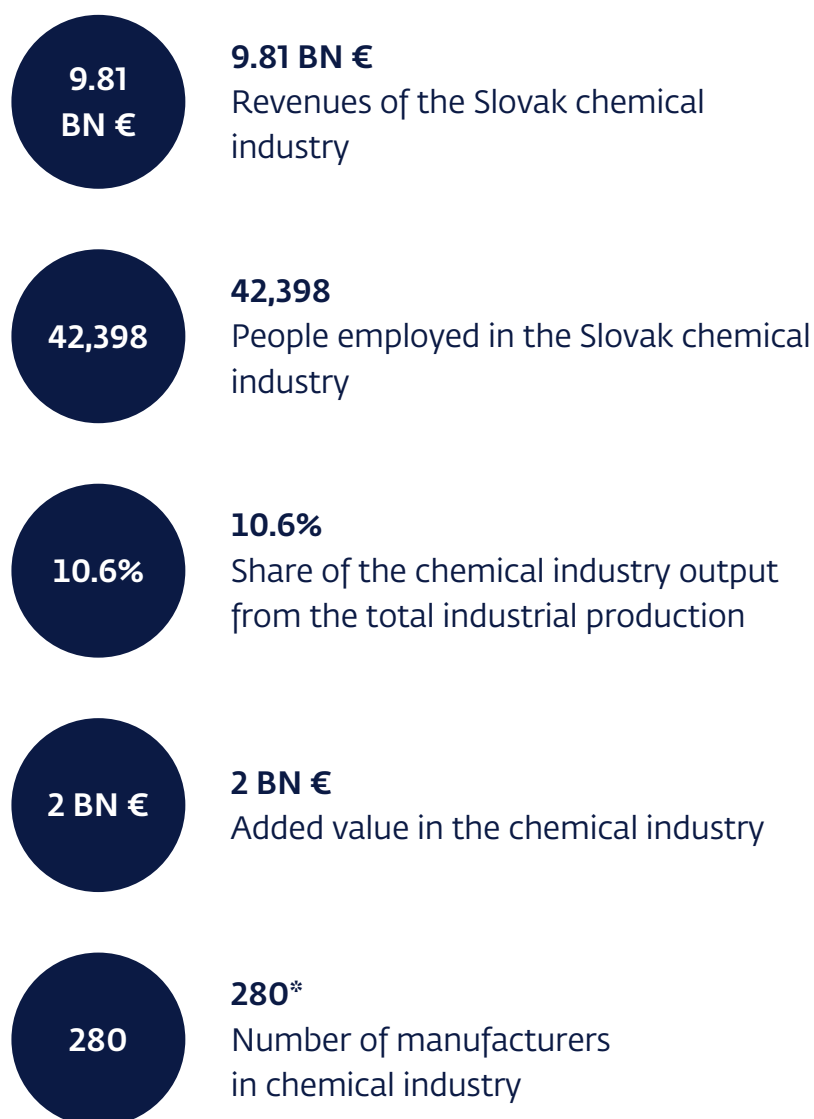 9.81
BN €
9.81 BN €
Revenues of the Slovak chemical
industry
42,398
42,398
People employed in the Slovak chemical
industry
10.6%
10.6%
Share of the chemical industry output
from the total industrial production
2 BN €
2 BN €
Added value in the chemical industry
280
280*
Number of manufacturers
in chemical industry